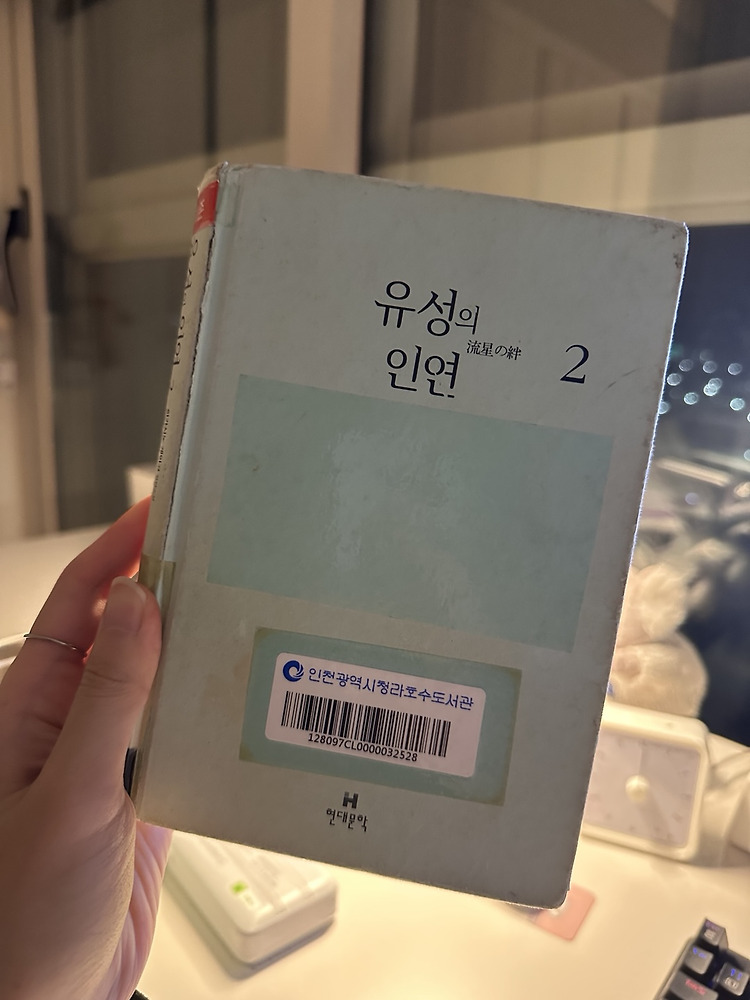 유성의
流星の絆
인연
2
인천광역시청라호수도서관
128097CL0000032528
H
현대문학